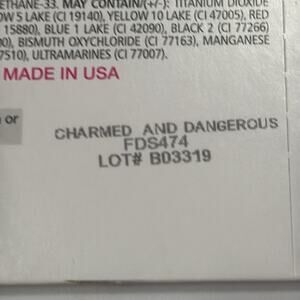 ETHANE-33. MAY CONTAIN/(+/-): TITANIUM DIOXIDE
5 LAKE (CI 19140), YELLOW 10 LAKE (CI 47005), RED
15880), BLUE 1 LAKE (CI 42090), BLACK 2 (CI 77266)
BISMUTH OXYCHLORIDE (CI 77163), MANGANESE
7510), ULTRAMARINES (CI 77007).
MADE IN USA
or
CHARMED AND DANGEROUS
FDS474
LOT# B03319